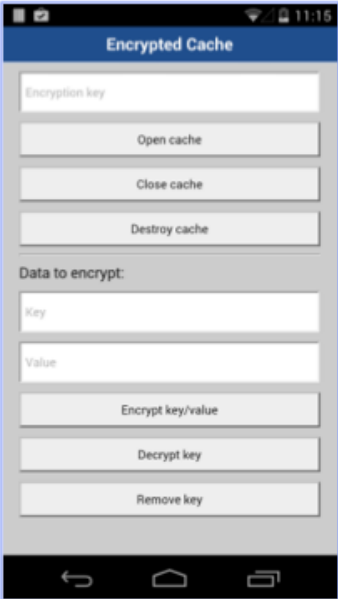 11:15
Encrypted Cache
Encryption key
Open cache
Close cache
Destroy cache
Data to encrypt:
Key
Value
Encrypt key/value
Decrypt key
Remove key